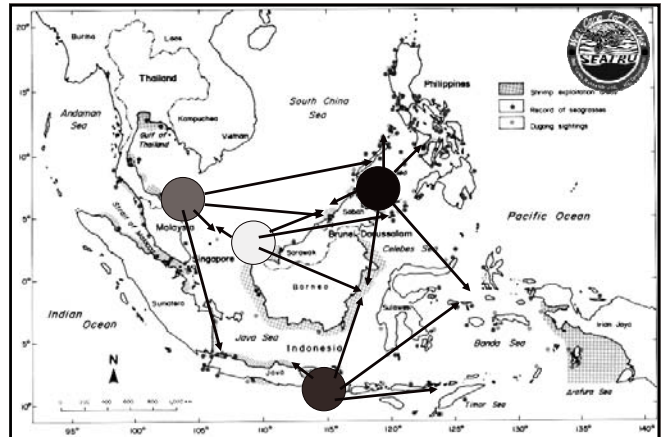 20°
15°
10°
5°
0°
5°
10°
95°E
100°
105°
110°
115°
120°
125°
130°
135°
140°
Burma
Laos
Thailand
Kampuchea
Vietnam
Andaman
Sea
Gulf of
Thailand
South China
Sea
Philippines
SEATRU
Record of seagrasses
Dugong sightings
Pacific Ocean
Malaysia
Singapore
Sabah
Brunei-Darussalam
Sarawak
Celebes Sea
Borneo
Sumatera
Sulawesi
Indian
Ocean
Java Sea
Indonesia
Java
Banda Sea
Irian Jaya
Timor Sea
Arafura Sea
N